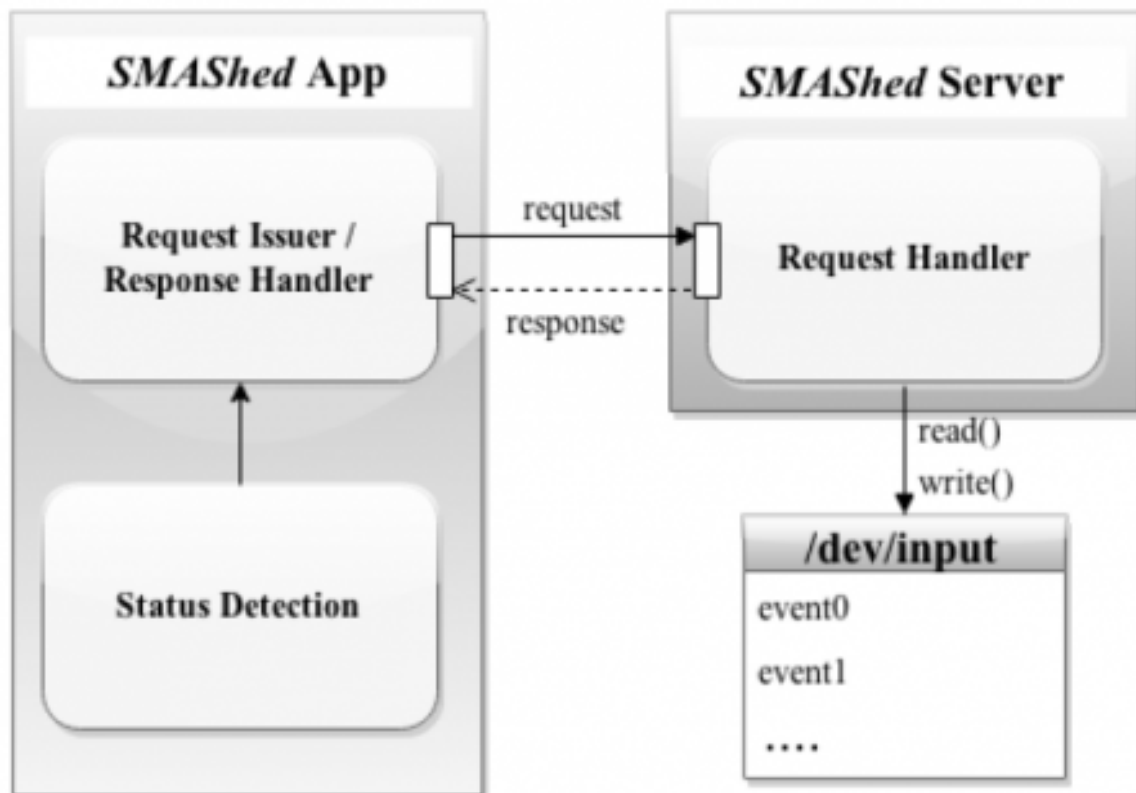 SMAShed App
Request Issuer /
Response Handler
Status Detection
request
response
SMAShed Server
Request Handler
read()
write()
/dev/input
event0
event1
....